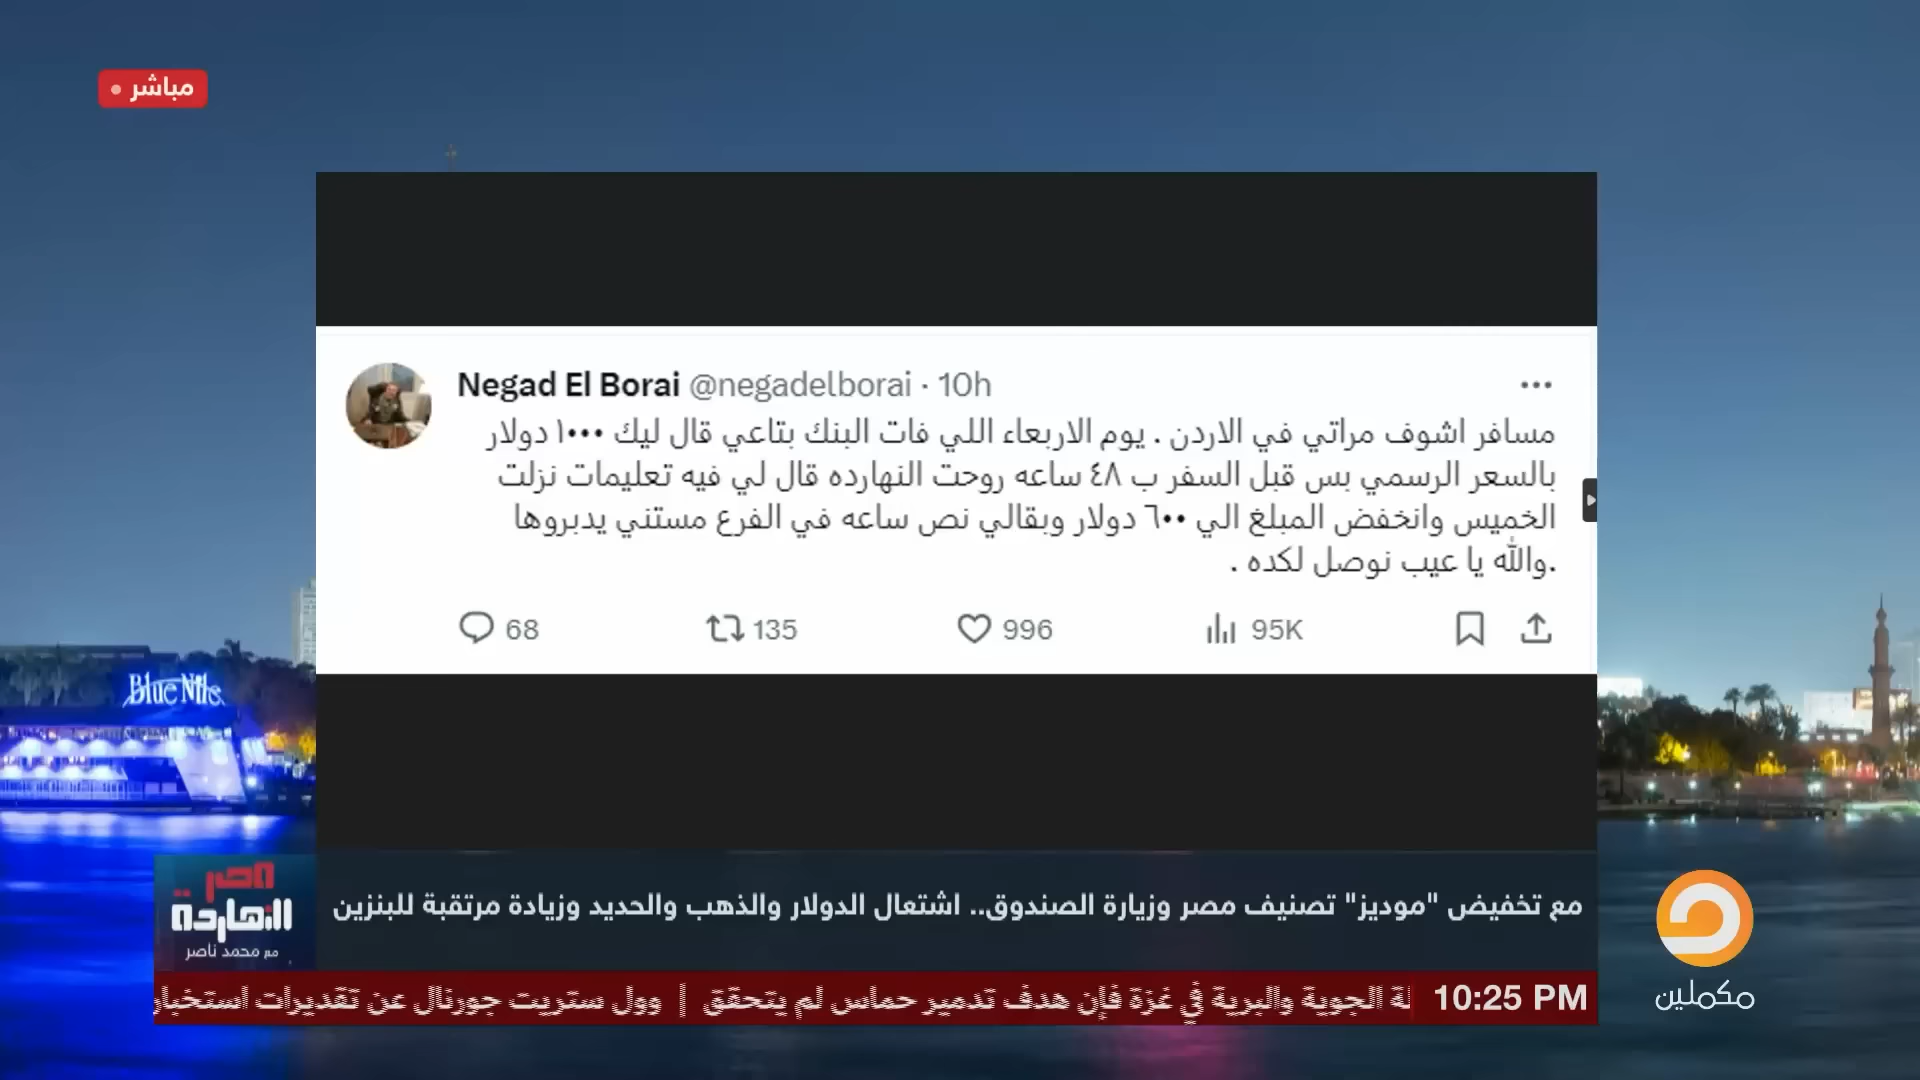 مباشر
Negad El Borai @negadelborai · 10h
مسافر اشوف مراتي في الاردن . يوم الاربعاء اللي فات البنك بتاعي قال ليك ١٠٠٠ دولار
بالسعر الرسمي بس قبل السفر ب ٤٨ ساعه روحت النهارده قال لي فيه تعليمات نزلت
الخميس وانخفض المبلغ الي ٦٠٠ دولار وبقالي نص ساعه في الفرع مستني يدبروها
.والله يا عيب نوصل لكده .
68 135 996 95K
Blue Nile
مصر
النهاردة
مع محمد ناصر
مع تخفيض "موديز" تصنيف مصر وزيارة الصندوق.. اشتعال الدولار والذهب والحديد وزيادة مرتقبة للبنزين
لة الجوية والبرية في غزة فإن هدف تدمير حماس لم يتحقق | وول ستريت جورنال عن تقديرات استخبار
10:25 PM
مكملين